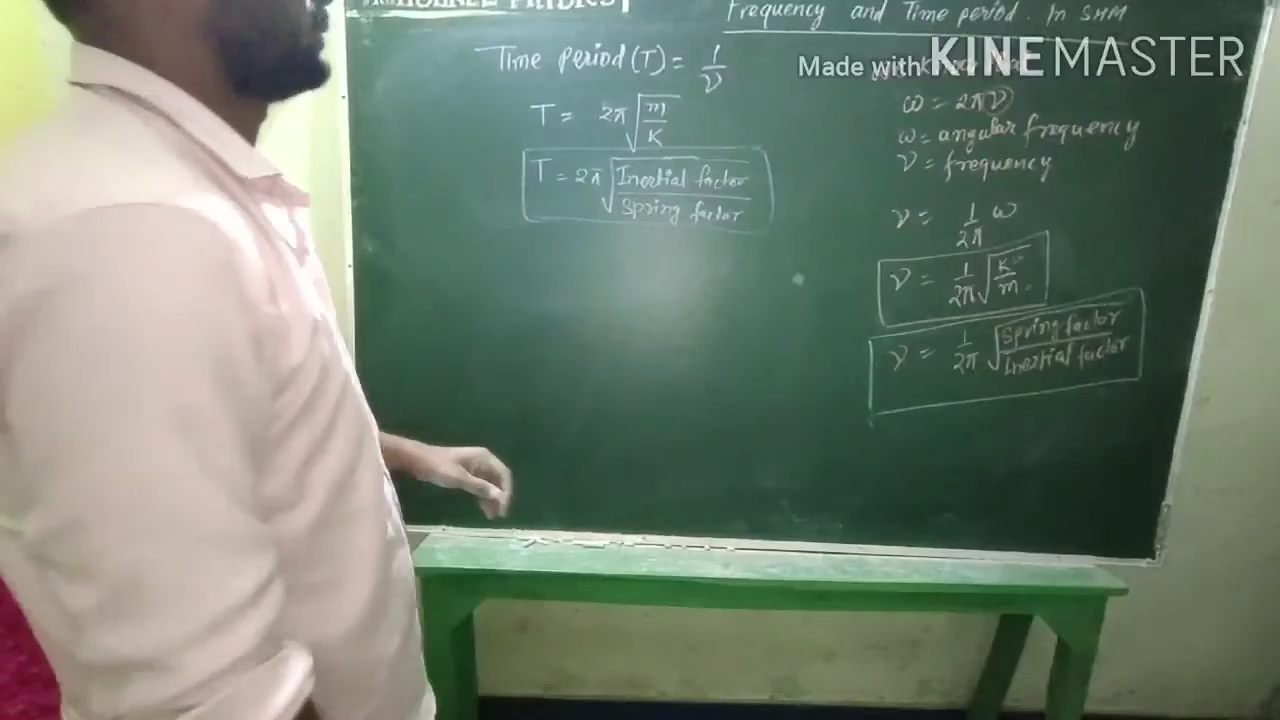 PHYSICS
Frequency and Time period. In SHM
Made with KINEMASTER
Time period (T) = 1/ν
T = 2π√(m/K)
T = 2π√(Inertial factor/Spring factor)
ω = 2πν
ω = angular frequency
ν = frequency
ν = 1/2π ω
ν = 1/2π √(K/m)
ν = 1/2π √(Spring factor/Inertial factor)